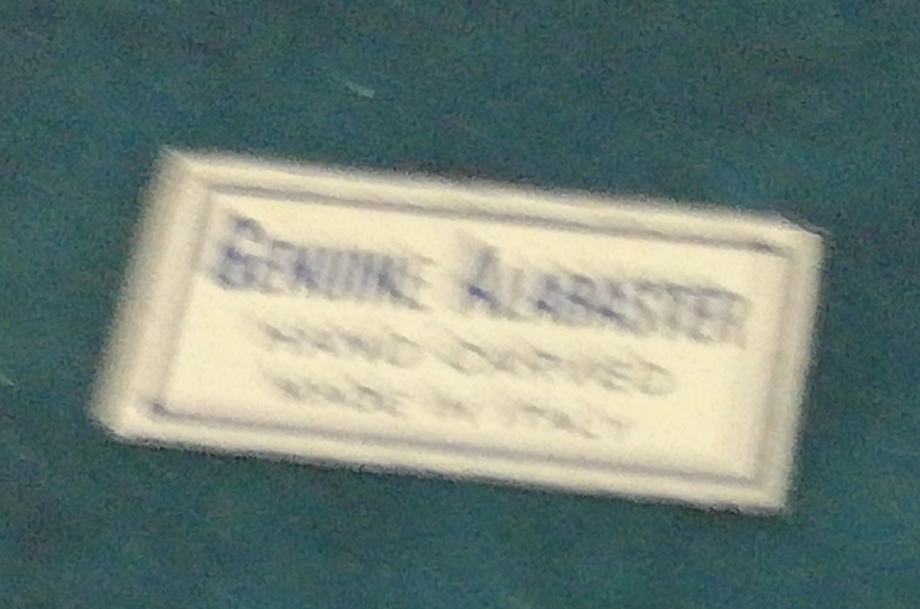 GENUINE ALABASTER
HAND CARVED
MADE IN ITALY